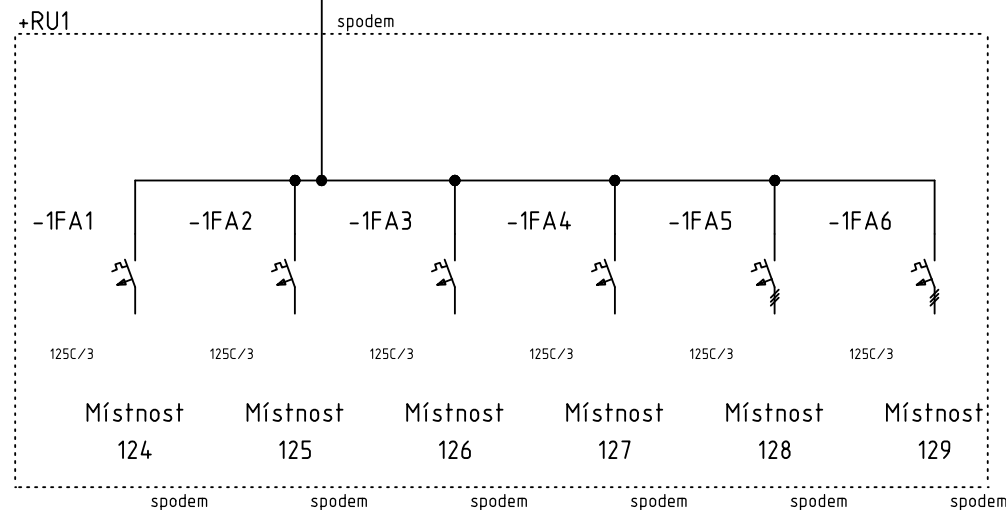 +RU1
spodem
-1FA1 -1FA2 -1FA3 -1FA4 -1FA5 -1FA6
125C/3 125C/3 125C/3 125C/3 125C/3 125C/3
Místnost Místnost Místnost Místnost Místnost Místnost
124 125 126 127 128 129
spodem spodem spodem spodem spodem spodem